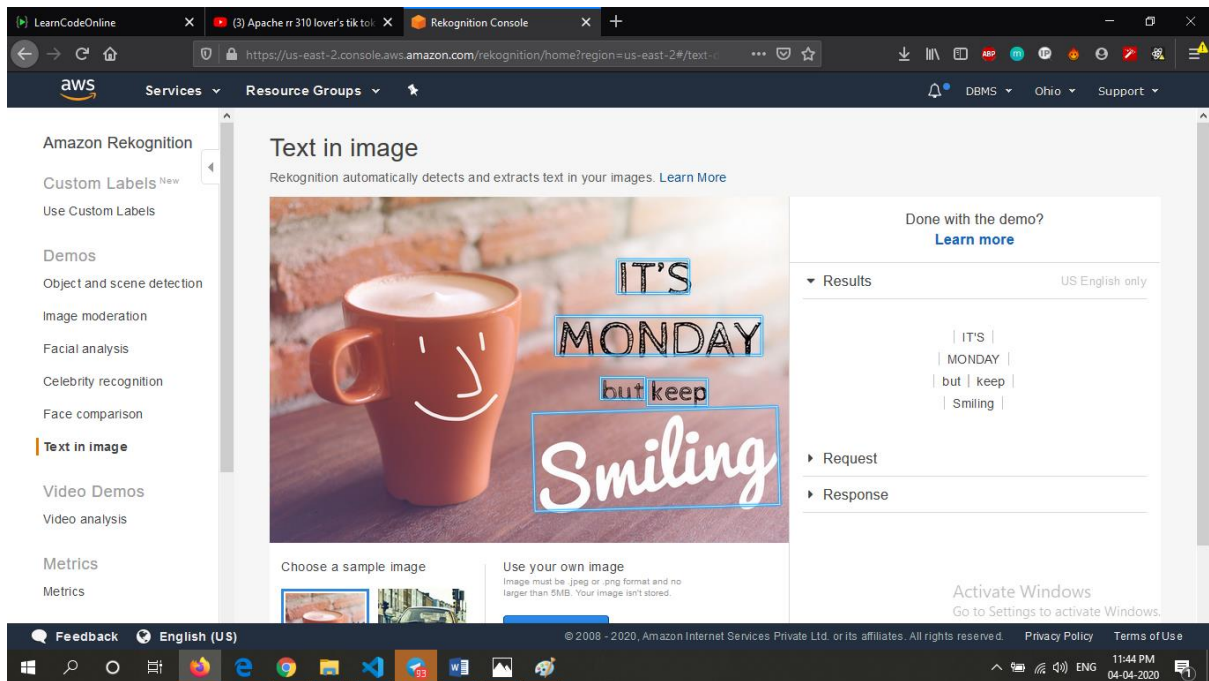 LearnCodeOnline
(3) Apache rr 310 lover's tik tok
Rekognition Console
https://us-east-2.console.aws.amazon.com/rekognition/home?region=us-east-2#/text-
ABP
aws
Services
Resource Groups
DBMS
Ohio
Support
Amazon Rekognition
Custom Labels New
Use Custom Labels
Demos
Object and scene detection
Image moderation
Facial analysis
Celebrity recognition
Face comparison
Text in image
Video Demos
Video analysis
Metrics
Metrics
Text in image
Rekognition automatically detects and extracts text in your images. Learn More
IT'S
MONDAY
but keep
Smiling
Choose a sample image
Use your own image
Image must be .jpeg or .png format and no
larger than 5MB. Your image isn't stored.
Done with the demo?
Learn more
Results
US English only
| IT'S |
| MONDAY |
| but | keep |
| Smiling |
Request
Response
Activate Windows
Go to Settings to activate Windows.
Feedback
English (US)
© 2008 - 2020, Amazon Internet Services Private Ltd. or its affiliates. All rights reserved.
Privacy Policy
Terms of Use
93
ENG
11:44 PM
04-04-2020
1